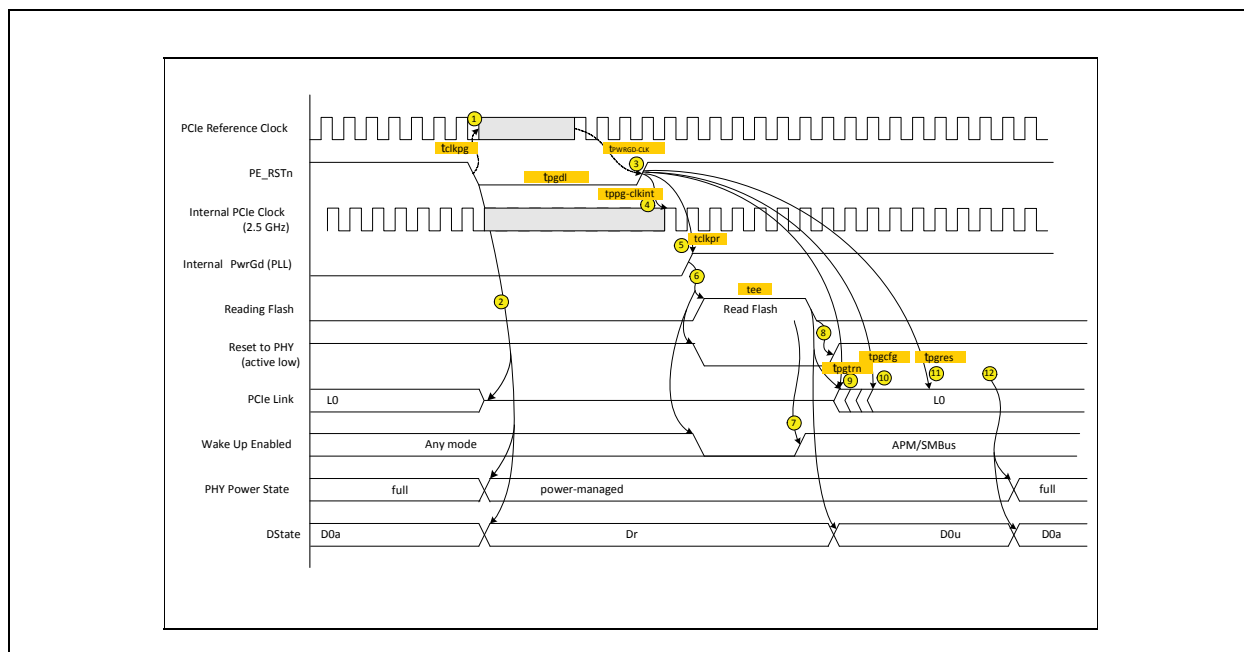 1
PCIe Reference Clock
tclkpg
tPWRGD-CLK
3
PE_RSTn
tpgdl
tppg-clkint
4
Internal PCIe Clock
(2.5 GHz)
5
tclkpr
Internal PwrGd (PLL)
6
tee
2
Reading Flash
Read Flash
8
Reset to PHY
(active low)
tpgcfg
tpgres
tpgtrn
9
10
11
12
PCIe Link
L0
L0
7
Wake Up Enabled
Any mode
APM/SMBus
PHY Power State
full
power-managed
full
DState
D0a
Dr
D0u
D0a